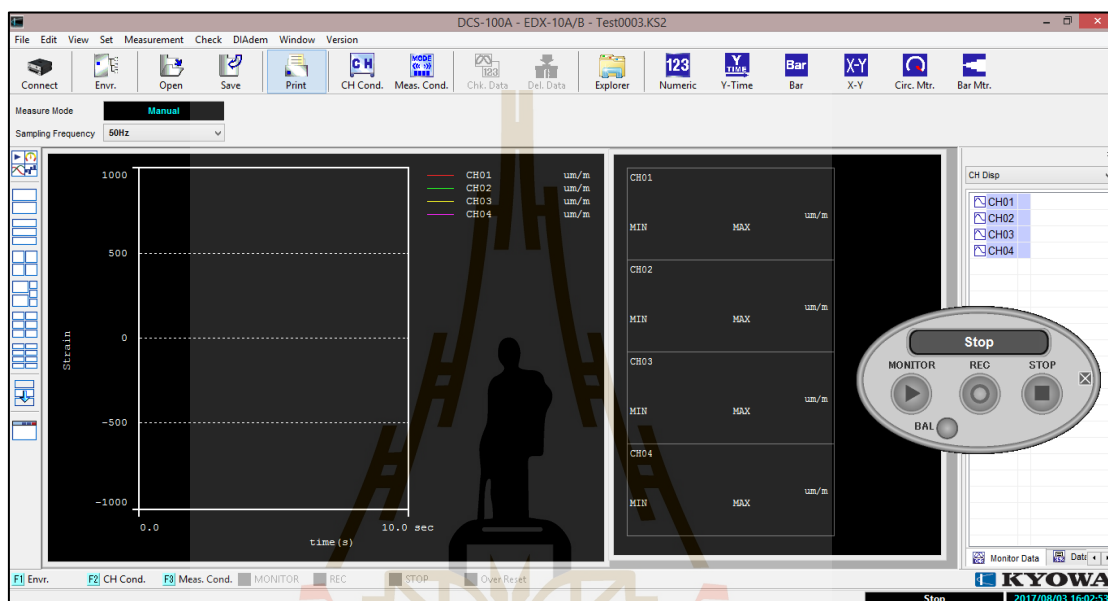 DCS-100A - EDX-10A/B - Test0003.KS2
File Edit View Set Measurement Check DIAdem Window Version
CH MODE 123 123 Y TIME Bar X-Y
Connect Envr. Open Save Print CH Cond. Meas. Cond. Chk. Data Del. Data Explorer Numeric Y-Time Bar X-Y Circ. Mtr. Bar Mtr.
Measure Mode Manual
Sampling Frequency 50Hz
1000
500
0
-500
-1000
Strain
0.0 10.0 sec
time(s)
CH01 um/m
CH02 um/m
CH03 um/m
CH04 um/m
CH01
um/m
MIN MAX
CH02
um/m
MIN MAX
CH03
um/m
MIN MAX
CH04
um/m
MIN MAX
CH Disp
CH01
CH02
CH03
CH04
Stop
MONITOR REC STOP
BAL
Monitor Data Data
F1 Envr. F2 CH Cond. F3 Meas. Cond. MONITOR REC STOP Over Reset
KYOWA
Stop 2017/08/03 16:02:53